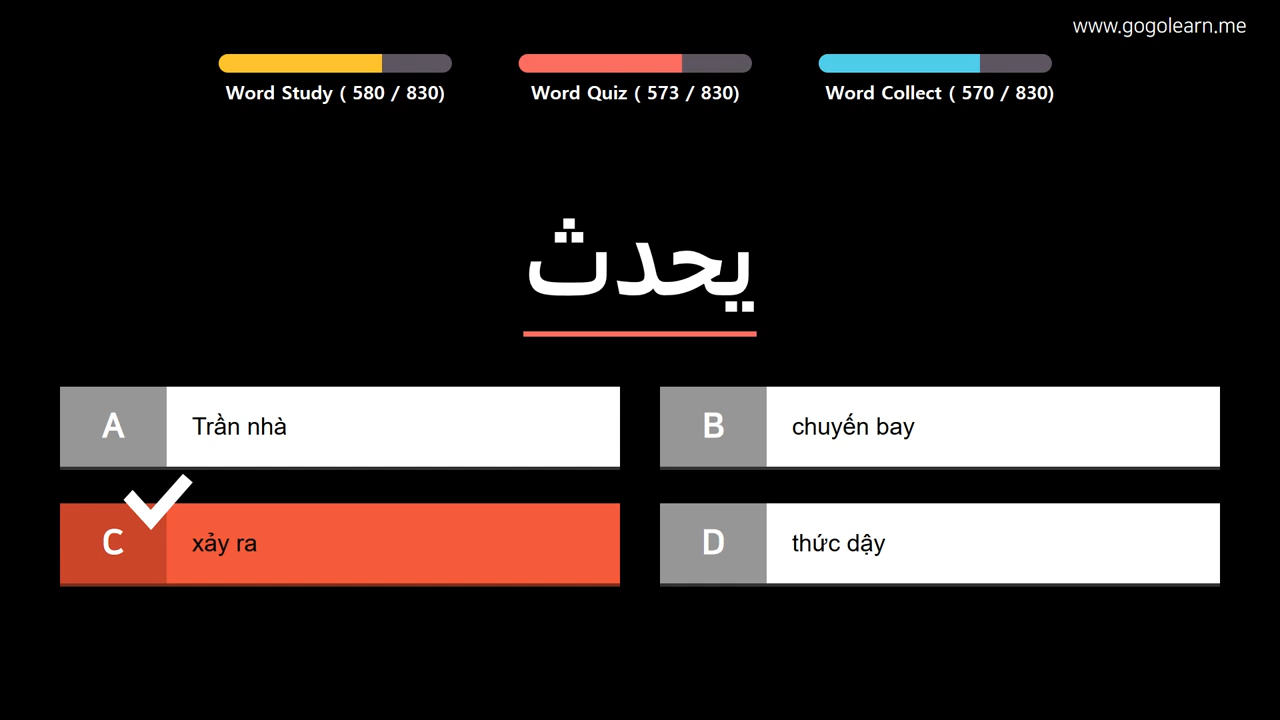 www.gogolearn.me
Word Study ( 580 / 830)
Word Quiz ( 573 / 830)
Word Collect ( 570 / 830)
يحدث
A
Trần nhà
B
chuyến bay
C
xảy ra
D
thức dậy